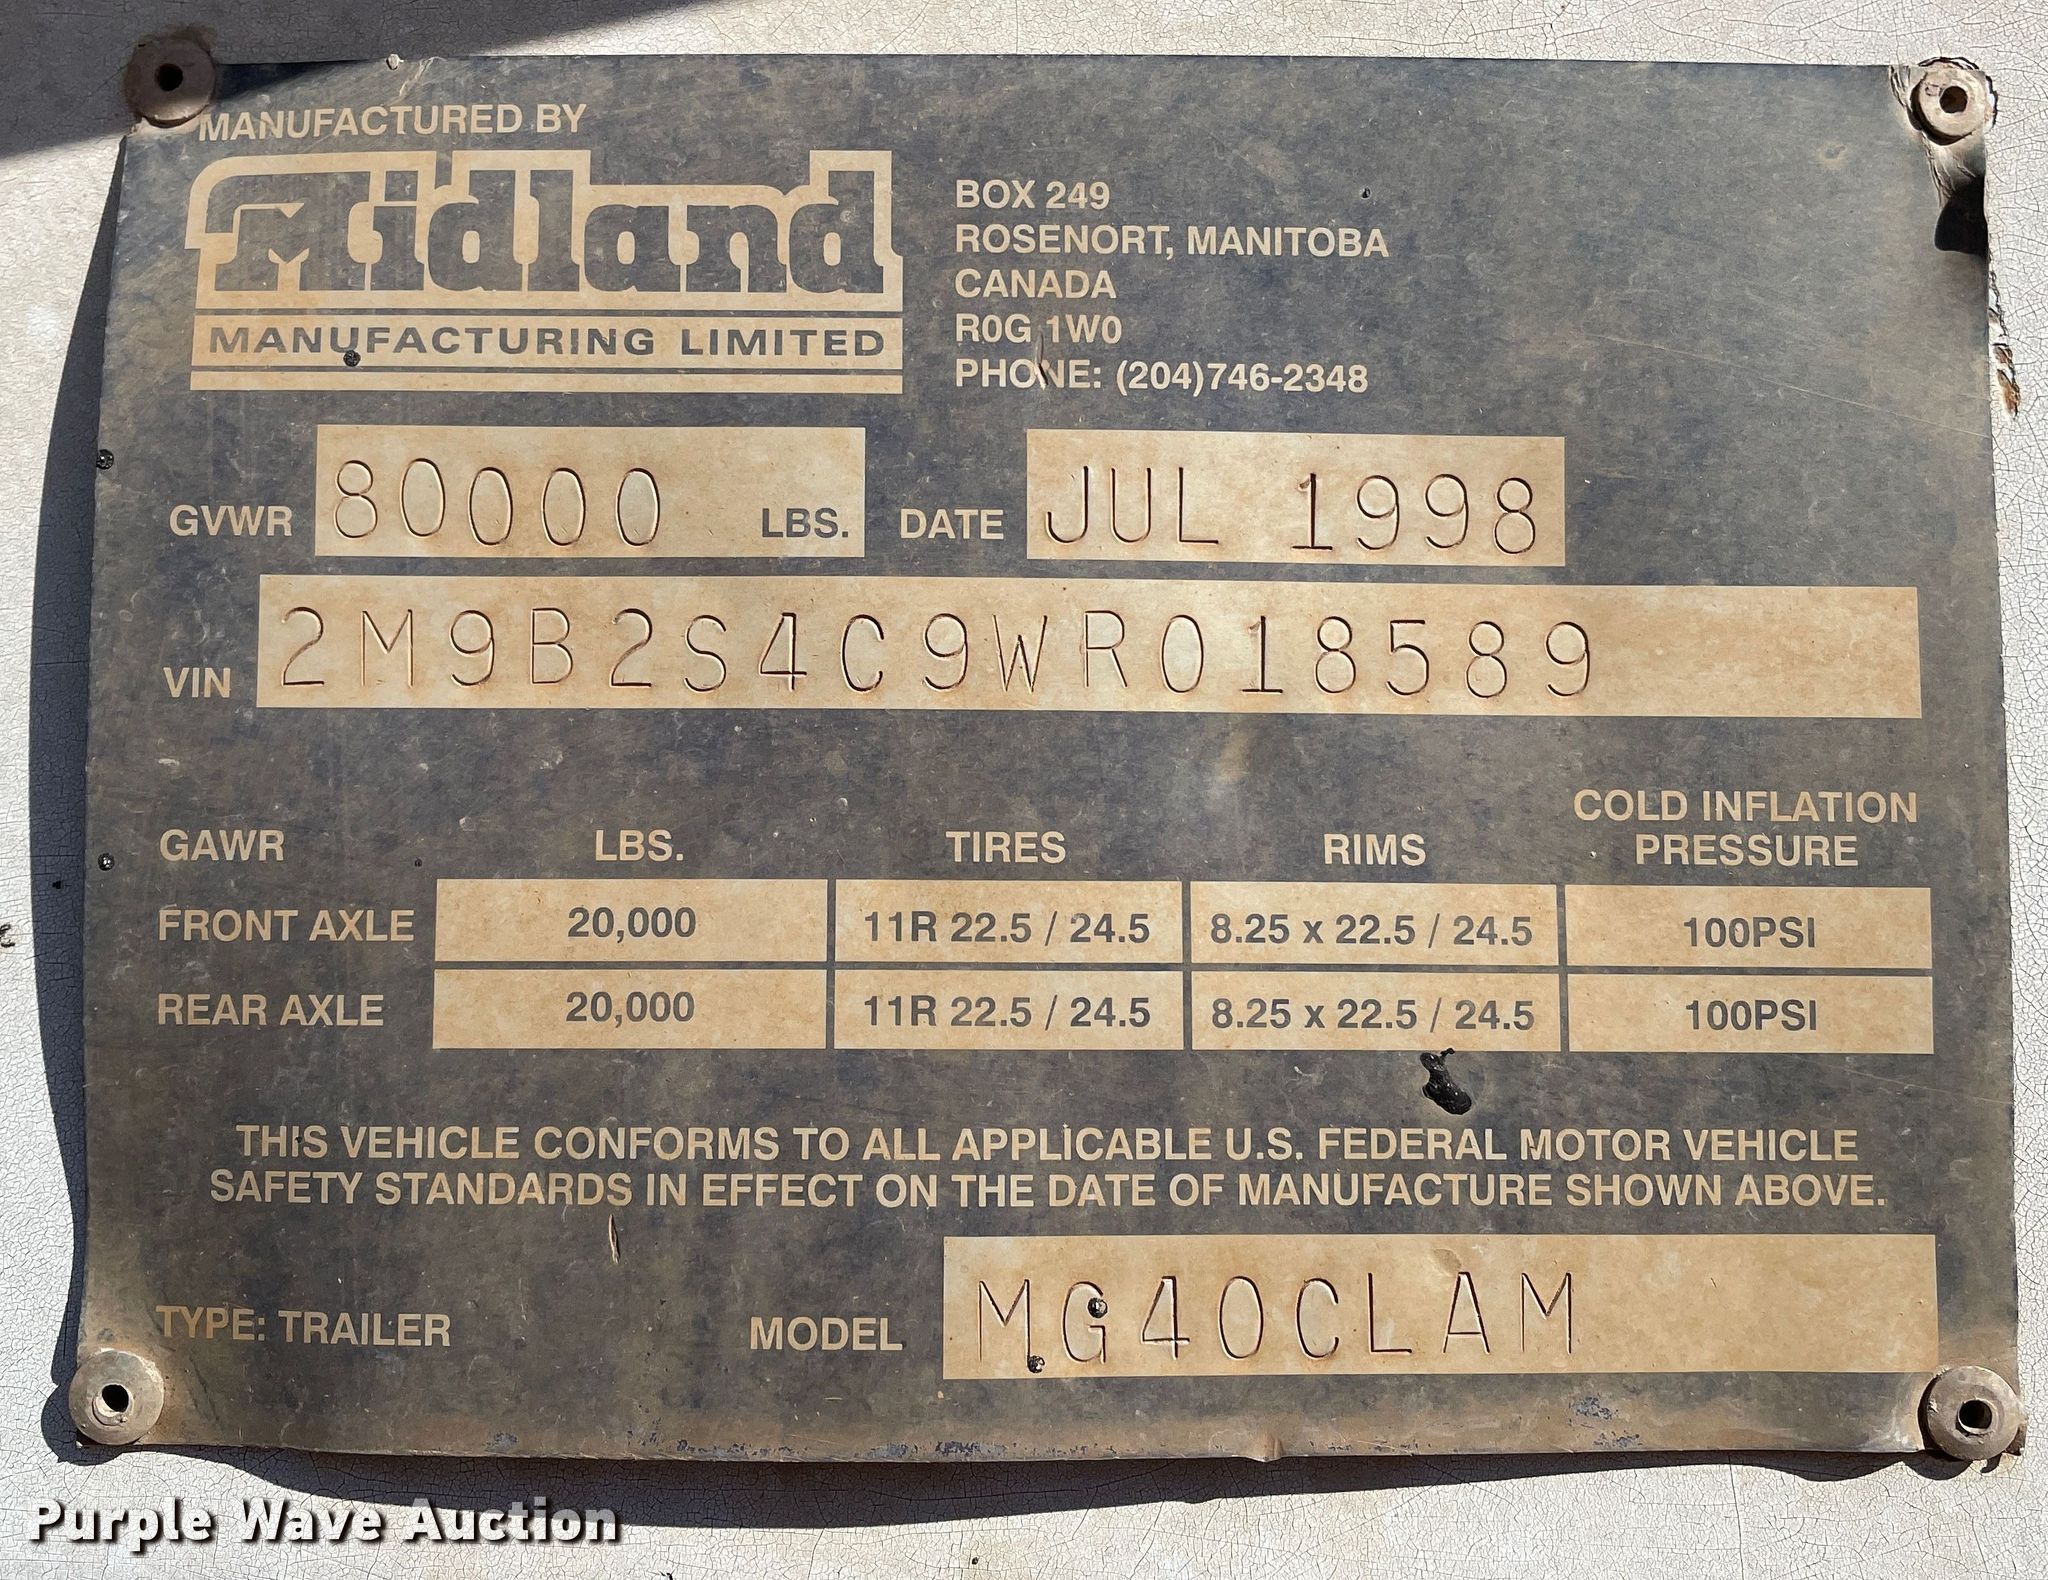 MANUFACTURED BY
Midland
MANUFACTURING LIMITED
BOX 249
ROSENORT, MANITOBA
CANADA
R0G 1W0
PHONE: (204)746-2348
GVWR 80000 LBS. DATE JUL 1998
VIN 2M9B2S4C9WR018589
GAWR LBS. TIRES RIMS COLD INFLATION
PRESSURE
FRONT AXLE 20,000 11R 22.5 / 24.5 8.25 x 22.5 / 24.5 100PSI
REAR AXLE 20,000 11R 22.5 / 24.5 8.25 x 22.5 / 24.5 100PSI
THIS VEHICLE CONFORMS TO ALL APPLICABLE U.S. FEDERAL MOTOR VEHICLE
SAFETY STANDARDS IN EFFECT ON THE DATE OF MANUFACTURE SHOWN ABOVE.
TYPE: TRAILER MODEL MG40CLAM
Purple Wave Auction